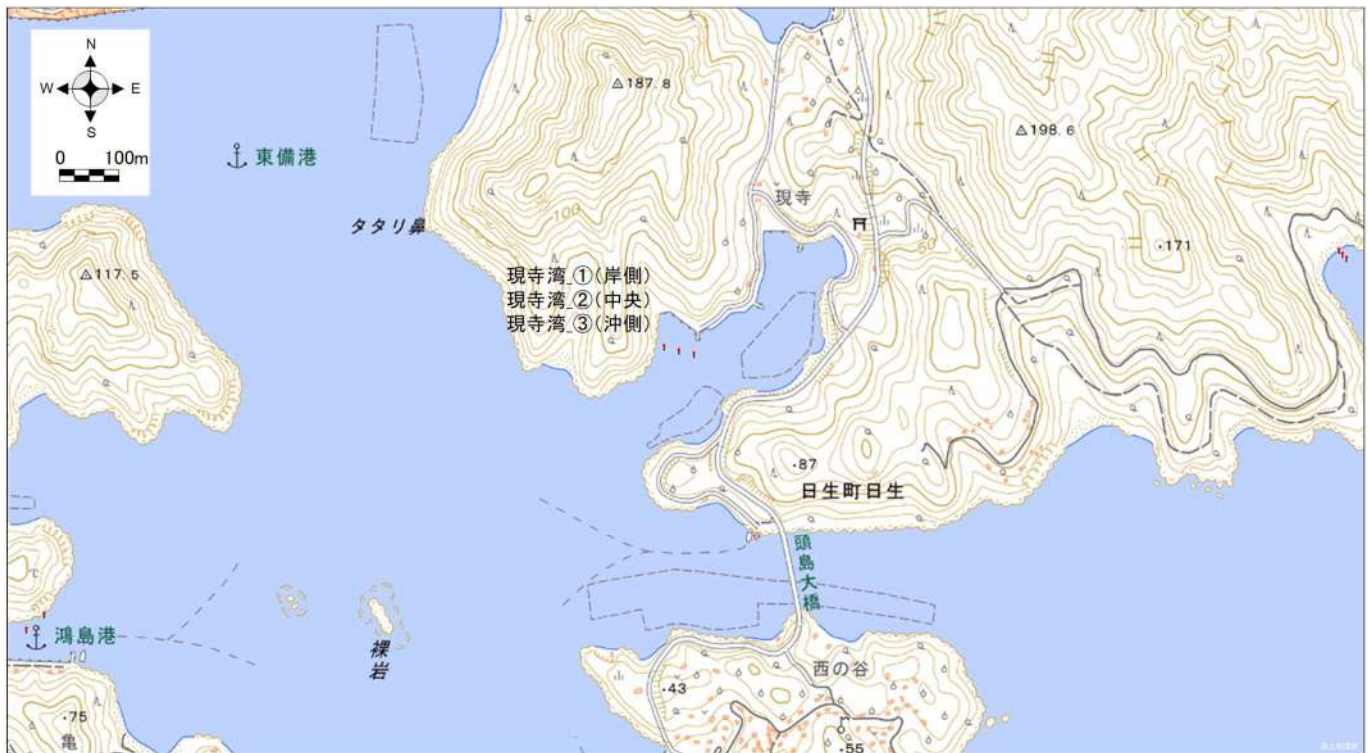 N
W E
S
0 100m
東備港
タタリ鼻
△187.8
△198.6
現寺
100
50
・171
△117.5
現寺湾_①(岸側)
現寺湾_②(中央)
現寺湾_③(沖側)
・87
日生町日生
頭島大橋
鴻島港
裸岩
西の谷
・43
・75
亀
・55